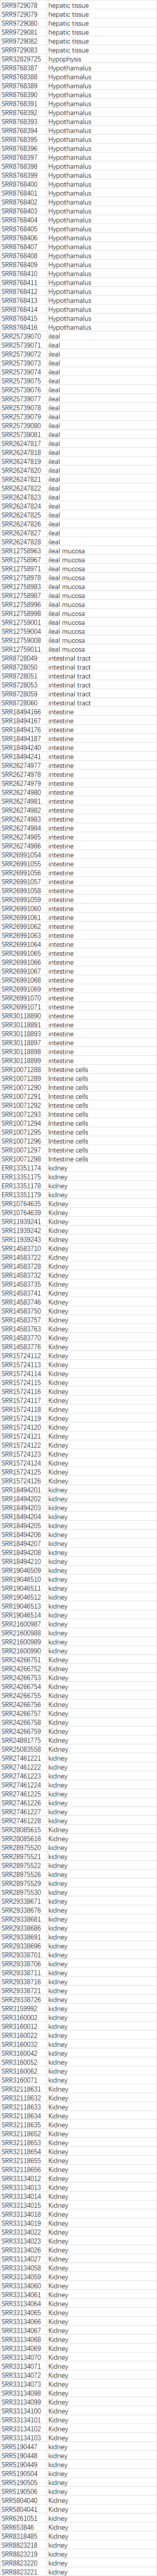 SRR9729078 hepatic tissue
SRR9729079 hepatic tissue
SRR9729080 hepatic tissue
SRR9729081 hepatic tissue
SRR9729082 hepatic tissue
SRR9729083 hepatic tissue
SRR32829725 hypophysis
SRR8768387 Hypothamalus
SRR8768388 Hypothamalus
SRR8768389 Hypothamalus
SRR8768390 Hypothamalus
SRR8768391 Hypothamalus
SRR8768392 Hypothamalus
SRR8768393 Hypothamalus
SRR8768394 Hypothamalus
SRR8768395 Hypothamalus
SRR8768396 Hypothamalus
SRR8768397 Hypothamalus
SRR8768398 Hypothamalus
SRR8768399 Hypothamalus
SRR8768400 Hypothamalus
SRR8768401 Hypothamalus
SRR8768402 Hypothamalus
SRR8768403 Hypothamalus
SRR8768404 Hypothamalus
SRR8768405 Hypothamalus
SRR8768406 Hypothamalus
SRR8768407 Hypothamalus
SRR8768408 Hypothamalus
SRR8768409 Hypothamalus
SRR8768410 Hypothamalus
SRR8768411 Hypothamalus
SRR8768412 Hypothamalus
SRR8768413 Hypothamalus
SRR8768414 Hypothamalus
SRR8768415 Hypothamalus
SRR8768416 Hypothamalus
SRR25739070 ileal
SRR25739071 ileal
SRR25739072 ileal
SRR25739073 ileal
SRR25739074 ileal
SRR25739075 ileal
SRR25739076 ileal
SRR25739077 ileal
SRR25739078 ileal
SRR25739079 ileal
SRR25739080 ileal
SRR25739081 ileal
SRR26247817 ileal
SRR26247818 ileal
SRR26247819 ileal
SRR26247820 ileal
SRR26247821 ileal
SRR26247822 ileal
SRR26247823 ileal
SRR26247824 ileal
SRR26247825 ileal
SRR26247826 ileal
SRR26247827 ileal
SRR26247828 ileal
SRR12758963 ileal mucosa
SRR12758967 ileal mucosa
SRR12758971 ileal mucosa
SRR12758978 ileal mucosa
SRR12758983 ileal mucosa
SRR12758987 ileal mucosa
SRR12758996 ileal mucosa
SRR12758998 ileal mucosa
SRR12759001 ileal mucosa
SRR12759004 ileal mucosa
SRR12759008 ileal mucosa
SRR12759011 ileal mucosa
SRR8728049 intestinal tract
SRR8728050 intestinal tract
SRR8728051 intestinal tract
SRR8728053 intestinal tract
SRR8728059 intestinal tract
SRR8728060 intestinal tract
SRR18494166 intestine
SRR18494167 intestine
SRR18494176 intestine
SRR18494187 intestine
SRR18494240 intestine
SRR18494241 intestine
SRR26274977 intestine
SRR26274978 intestine
SRR26274979 intestine
SRR26274980 intestine
SRR26274981 intestine
SRR26274982 intestine
SRR26274983 intestine
SRR26274984 intestine
SRR26274985 intestine
SRR26274986 intestine
SRR26991054 intestine
SRR26991055 intestine
SRR26991056 intestine
SRR26991057 intestine
SRR26991058 intestine
SRR26991059 intestine
SRR26991060 intestine
SRR26991061 intestine
SRR26991062 intestine
SRR26991063 intestine
SRR26991064 intestine
SRR26991065 intestine
SRR26991066 intestine
SRR26991067 intestine
SRR26991068 intestine
SRR26991069 intestine
SRR26991070 intestine
SRR26991071 intestine
SRR30118890 intestine
SRR30118891 intestine
SRR30118893 intestine
SRR30118897 intestine
SRR30118898 intestine
SRR30118899 intestine
SRR10071288 Intestine cells
SRR10071289 Intestine cells
SRR10071290 Intestine cells
SRR10071291 Intestine cells
SRR10071292 Intestine cells
SRR10071293 Intestine cells
SRR10071294 Intestine cells
SRR10071295 Intestine cells
SRR10071296 Intestine cells
SRR10071297 Intestine cells
SRR10071298 Intestine cells
ERR13351174 kidney
ERR13351175 kidney
ERR13351178 kidney
ERR13351179 kidney
SRR10764635 Kidney
SRR10764639 Kidney
SRR11939241 Kidney
SRR11939242 Kidney
SRR11939243 Kidney
SRR14583710 Kidney
SRR14583722 Kidney
SRR14583728 Kidney
SRR14583732 Kidney
SRR14583735 Kidney
SRR14583741 Kidney
SRR14583746 Kidney
SRR14583750 Kidney
SRR14583757 Kidney
SRR14583763 Kidney
SRR14583770 Kidney
SRR14583776 Kidney
SRR15724112 Kidney
SRR15724113 Kidney
SRR15724114 Kidney
SRR15724115 Kidney
SRR15724116 Kidney
SRR15724117 Kidney
SRR15724118 Kidney
SRR15724119 Kidney
SRR15724120 Kidney
SRR15724121 Kidney
SRR15724122 Kidney
SRR15724123 Kidney
SRR15724124 Kidney
SRR15724125 Kidney
SRR15724126 Kidney
SRR18494201 kidney
SRR18494202 kidney
SRR18494203 kidney
SRR18494204 kidney
SRR18494205 kidney
SRR18494206 kidney
SRR18494207 kidney
SRR18494208 kidney
SRR18494210 kidney
SRR19046509 kidney
SRR19046510 kidney
SRR19046511 kidney
SRR19046512 kidney
SRR19046513 kidney
SRR19046514 kidney
SRR21600987 kidney
SRR21600988 kidney
SRR21600989 kidney
SRR21600990 kidney
SRR24266751 Kidney
SRR24266752 Kidney
SRR24266753 Kidney
SRR24266754 Kidney
SRR24266755 Kidney
SRR24266756 Kidney
SRR24266757 Kidney
SRR24266758 Kidney
SRR24266759 Kidney
SRR24891775 Kidney
SRR25083558 Kidney
SRR27461221 kidney
SRR27461222 kidney
SRR27461223 kidney
SRR27461224 kidney
SRR27461225 kidney
SRR27461226 kidney
SRR27461227 kidney
SRR27461228 kidney
SRR28085615 Kidney
SRR28085616 Kidney
SRR28975520 kidney
SRR28975521 kidney
SRR28975522 kidney
SRR28975526 kidney
SRR28975529 kidney
SRR28975530 kidney
SRR29338671 kidney
SRR29338676 kidney
SRR29338681 kidney
SRR29338686 kidney
SRR29338691 kidney
SRR29338696 kidney
SRR29338701 kidney
SRR29338706 kidney
SRR29338711 kidney
SRR29338716 kidney
SRR29338721 kidney
SRR29338726 kidney
SRR3159992 kidney
SRR3160002 kidney
SRR3160012 kidney
SRR3160022 kidney
SRR3160032 kidney
SRR3160042 kidney
SRR3160052 kidney
SRR3160062 kidney
SRR3160071 kidney
SRR32118631 Kidney
SRR32118632 Kidney
SRR32118633 Kidney
SRR32118634 Kidney
SRR32118635 Kidney
SRR32118652 Kidney
SRR32118653 Kidney
SRR32118654 Kidney
SRR32118655 Kidney
SRR32118656 Kidney
SRR33134012 Kidney
SRR33134013 Kidney
SRR33134014 Kidney
SRR33134015 Kidney
SRR33134018 Kidney
SRR33134019 Kidney
SRR33134022 Kidney
SRR33134023 Kidney
SRR33134026 Kidney
SRR33134027 Kidney
SRR33134058 Kidney
SRR33134059 Kidney
SRR33134060 Kidney
SRR33134061 Kidney
SRR33134064 Kidney
SRR33134065 Kidney
SRR33134066 Kidney
SRR33134067 Kidney
SRR33134068 Kidney
SRR33134069 Kidney
SRR33134070 Kidney
SRR33134071 Kidney
SRR33134072 Kidney
SRR33134073 Kidney
SRR33134098 Kidney
SRR33134099 Kidney
SRR33134100 Kidney
SRR33134101 Kidney
SRR33134102 Kidney
SRR33134103 Kidney
SRR5190447 kidney
SRR5190448 kidney
SRR5190449 kidney
SRR5190504 kidney
SRR5190505 kidney
SRR5190506 kidney
SRR5804040 Kidney
SRR5804041 Kidney
SRR6261051 kidney
SRR653846 Kidney
SRR8318485 Kidney
SRR8823218 kidney
SRR8823219 kidney
SRR8823220 kidney
SRR8823221 kidney